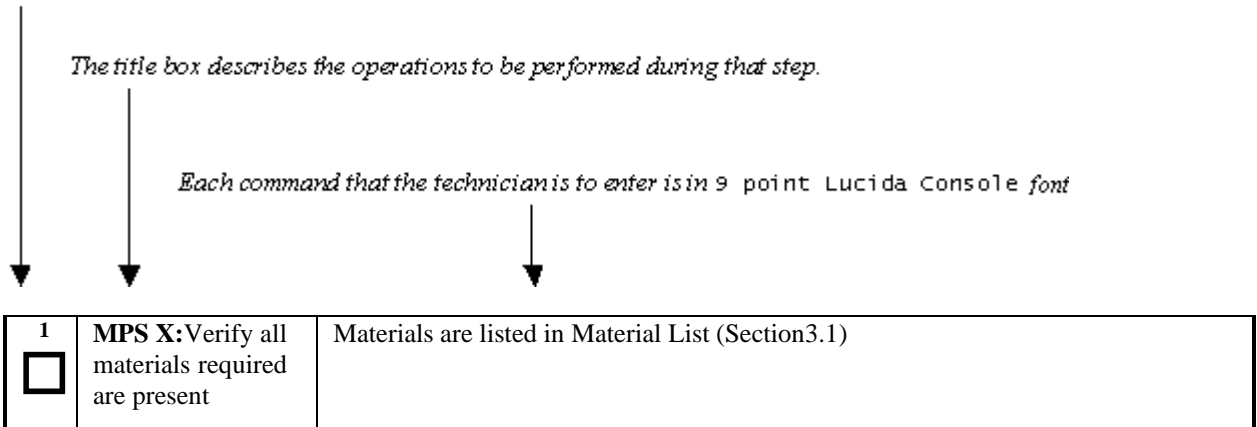 The title box describes the operations to be performed during that step.
Each command that the technician is to enter is in 9 point Lucida Console font
1
MPS X:Verify all
materials required
are present
Materials are listed in Material List (Section3.1)